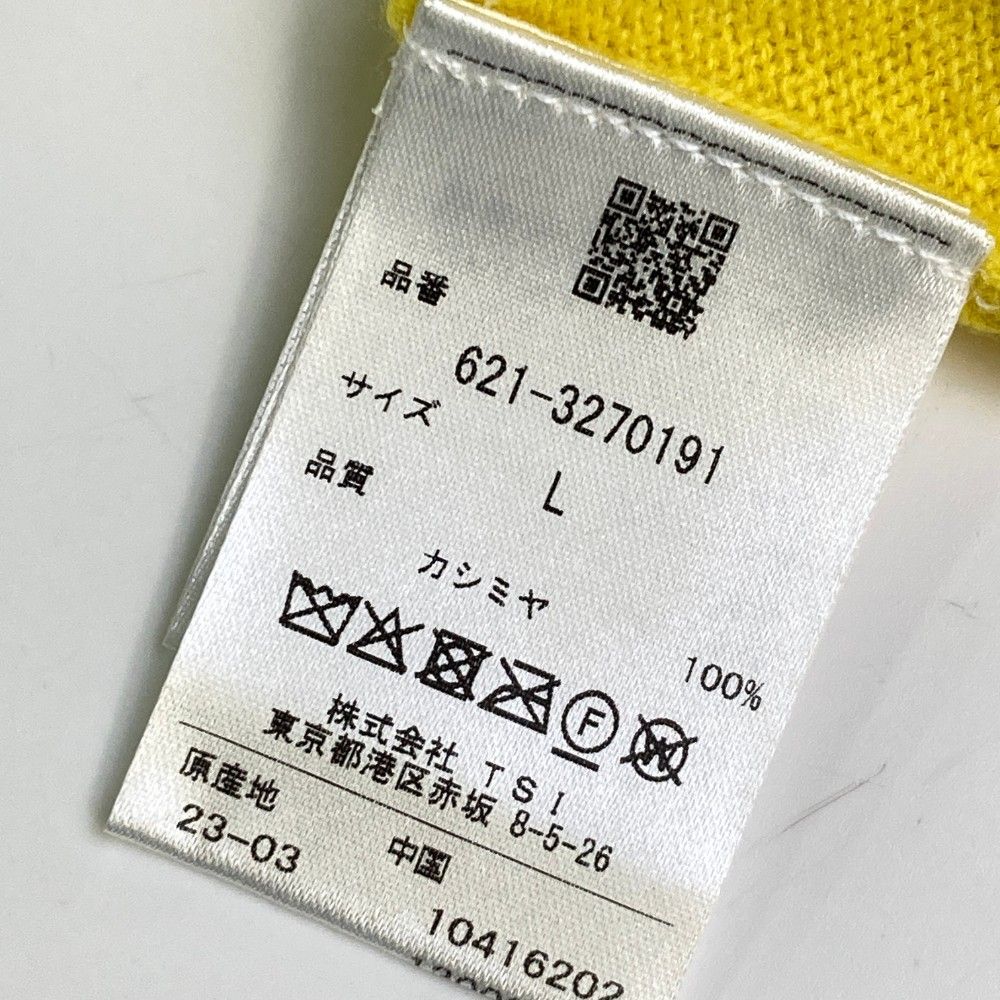 品番
621-3270191
サイズ
L
品質
カシミヤ
100%
F
W
株式会社 TSI
東京都港区赤坂 8-5-26
原産地
中国
23-03
10416202